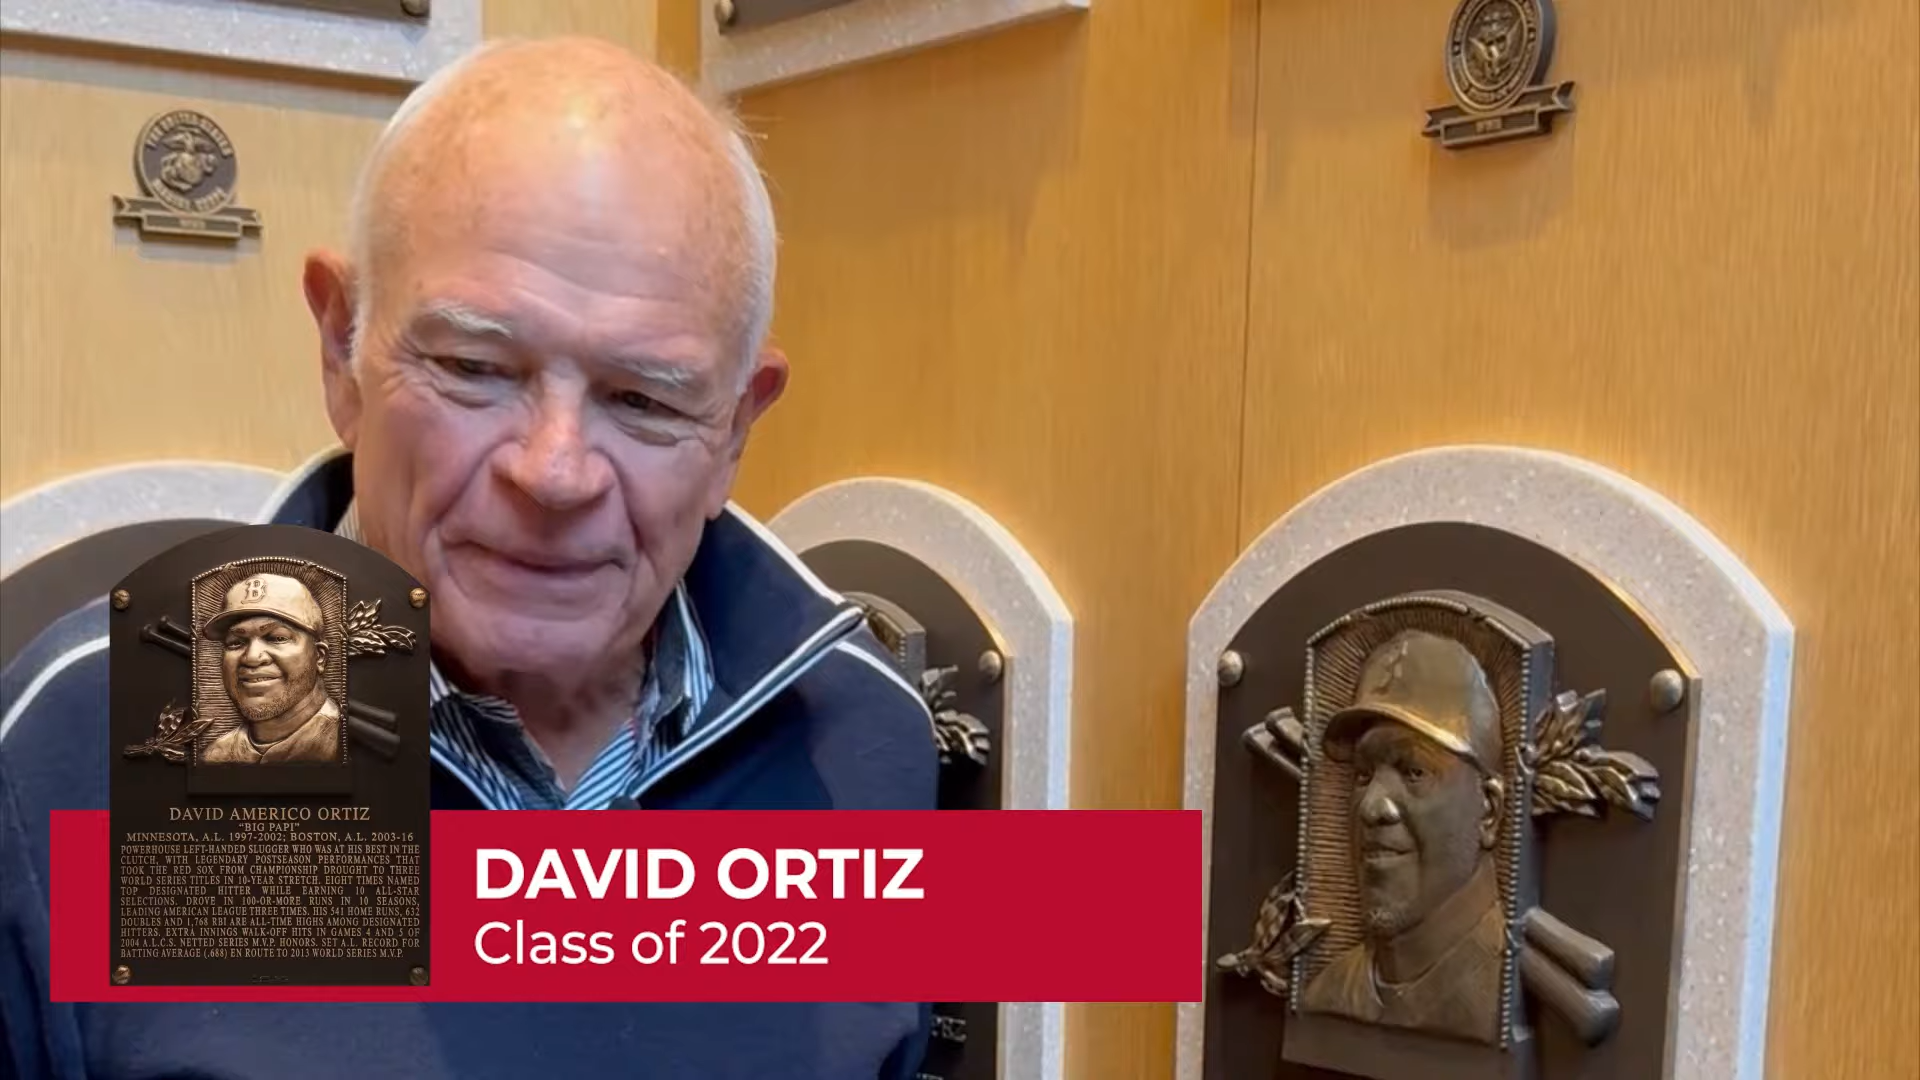 DAVID AMERICO ORTIZ
"BIG PAPI"
MINNESOTA, A.L. 1997-2002; BOSTON, A.L. 2003-16
POWERHOUSE LEFT-HANDED SLUGGER WHO WAS AT HIS BEST IN THE
CLUTCH, WITH LEGENDARY POSTSEASON PERFORMANCES THAT
TOOK THE RED SOX FROM CHAMPIONSHIP DROUGHT TO THREE
WORLD SERIES TITLES IN 10-YEAR STRETCH. EIGHT TIMES NAMED
TOP DESIGNATED HITTER WHILE EARNING 10 ALL-STAR
SELECTIONS. DROVE IN 100-OR-MORE RUNS IN 10 SEASONS,
LEADING AMERICAN LEAGUE THREE TIMES. HIS 541 HOME RUNS, 632
DOUBLES AND 1,768 RBI ARE ALL-TIME HIGHS AMONG DESIGNATED
HITTERS. EXTRA INNINGS WALK-OFF HITS IN GAMES 4 AND 5 OF
2004 A.L.C.S. NETTED SERIES M.V.P. HONORS. SET A.L. RECORD FOR
BATTING AVERAGE (.688) EN ROUTE TO 2013 WORLD SERIES M.V.P.
DAVID ORTIZ
Class of 2022
B